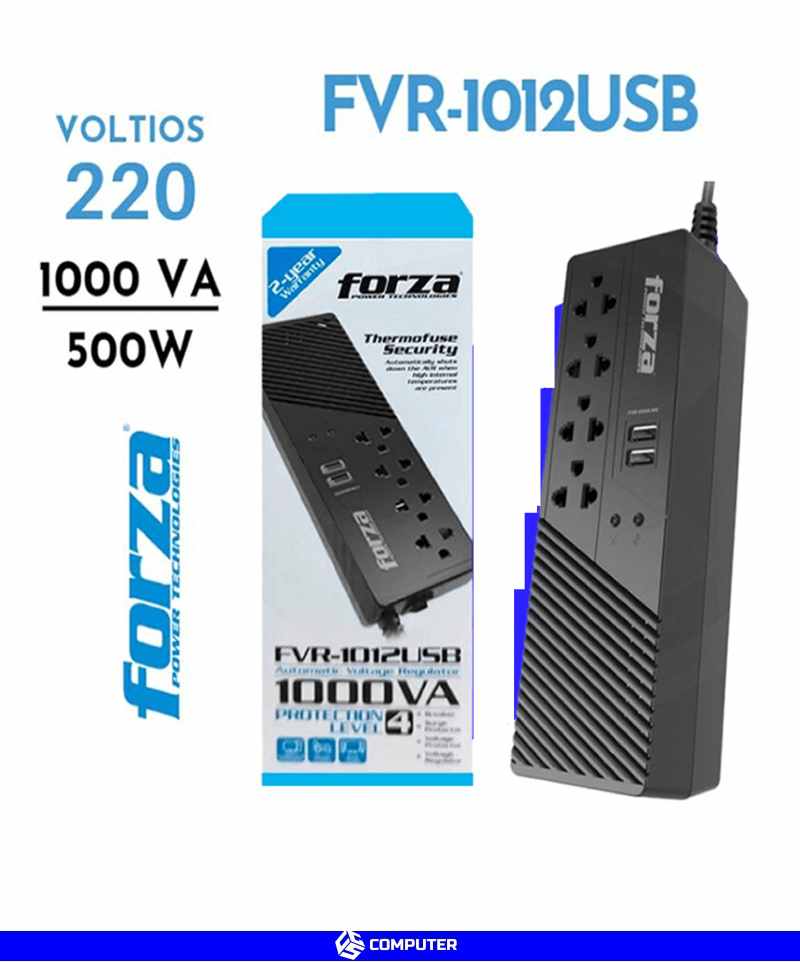 FVR-1012USB
VOLTIOS
220
1000 VA
500W
forza
POWER TECHNOLOGIES
2-year
Warranty
forza
POWER TECHNOLOGIES
Thermofuse
Security
Automatically shuts
down the AVR when
high internal
temperatures
are present
forza
FVR-1012USB
Automatic Voltage Regulator
1000VA
PROTECTION
LEVEL 4
forza
COMPUTER